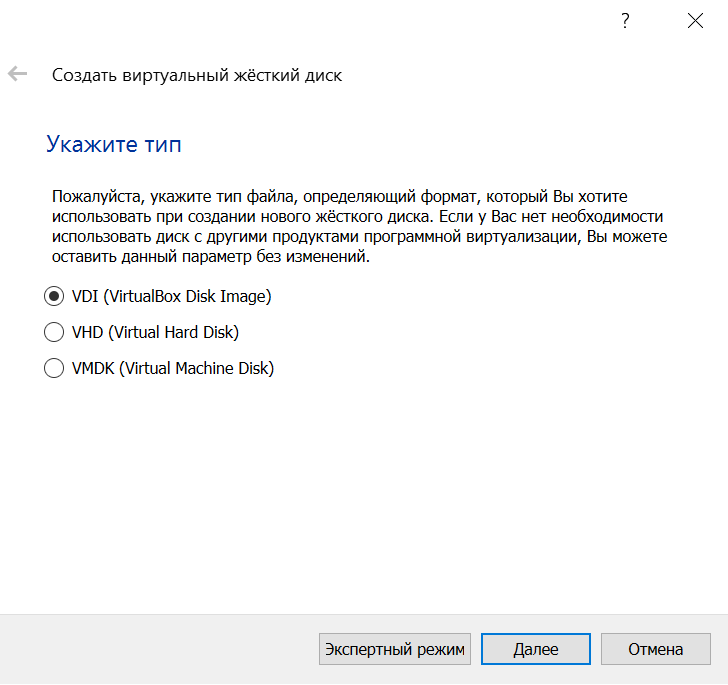 ?
Создать виртуальный жёсткий диск
Укажите тип
Пожалуйста, укажите тип файла, определяющий формат, который Вы хотите
использовать при создании нового жёсткого диска. Если у Вас нет необходимости
использовать диск с другими продуктами программной виртуализации, Вы можете
оставить данный параметр без изменений.
VDI (VirtualBox Disk Image)
VHD (Virtual Hard Disk)
VMDK (Virtual Machine Disk)
Экспертный режим Далее Отмена